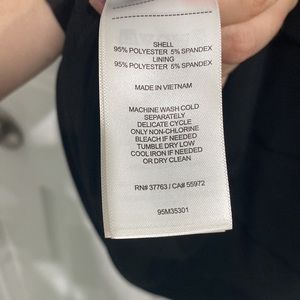 SHELL
95% POLYESTER 5% SPANDEX
LINING
95% POLYESTER 5% SPANDEX
MADE IN VIETNAM
MACHINE WASH COLD
SEPARATELY
DELICATE CYCLE
ONLY NON-CHLORINE
BLEACH IF NEEDED
TUMBLE DRY LOW
COOL IRON IF NEEDED
OR DRY CLEAN
RN# 37763 / CA# 55972
95M35301